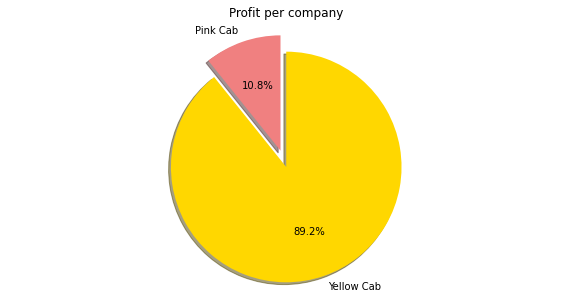 Profit per company
Pink Cab
10.8%
89.2%
Yellow Cab